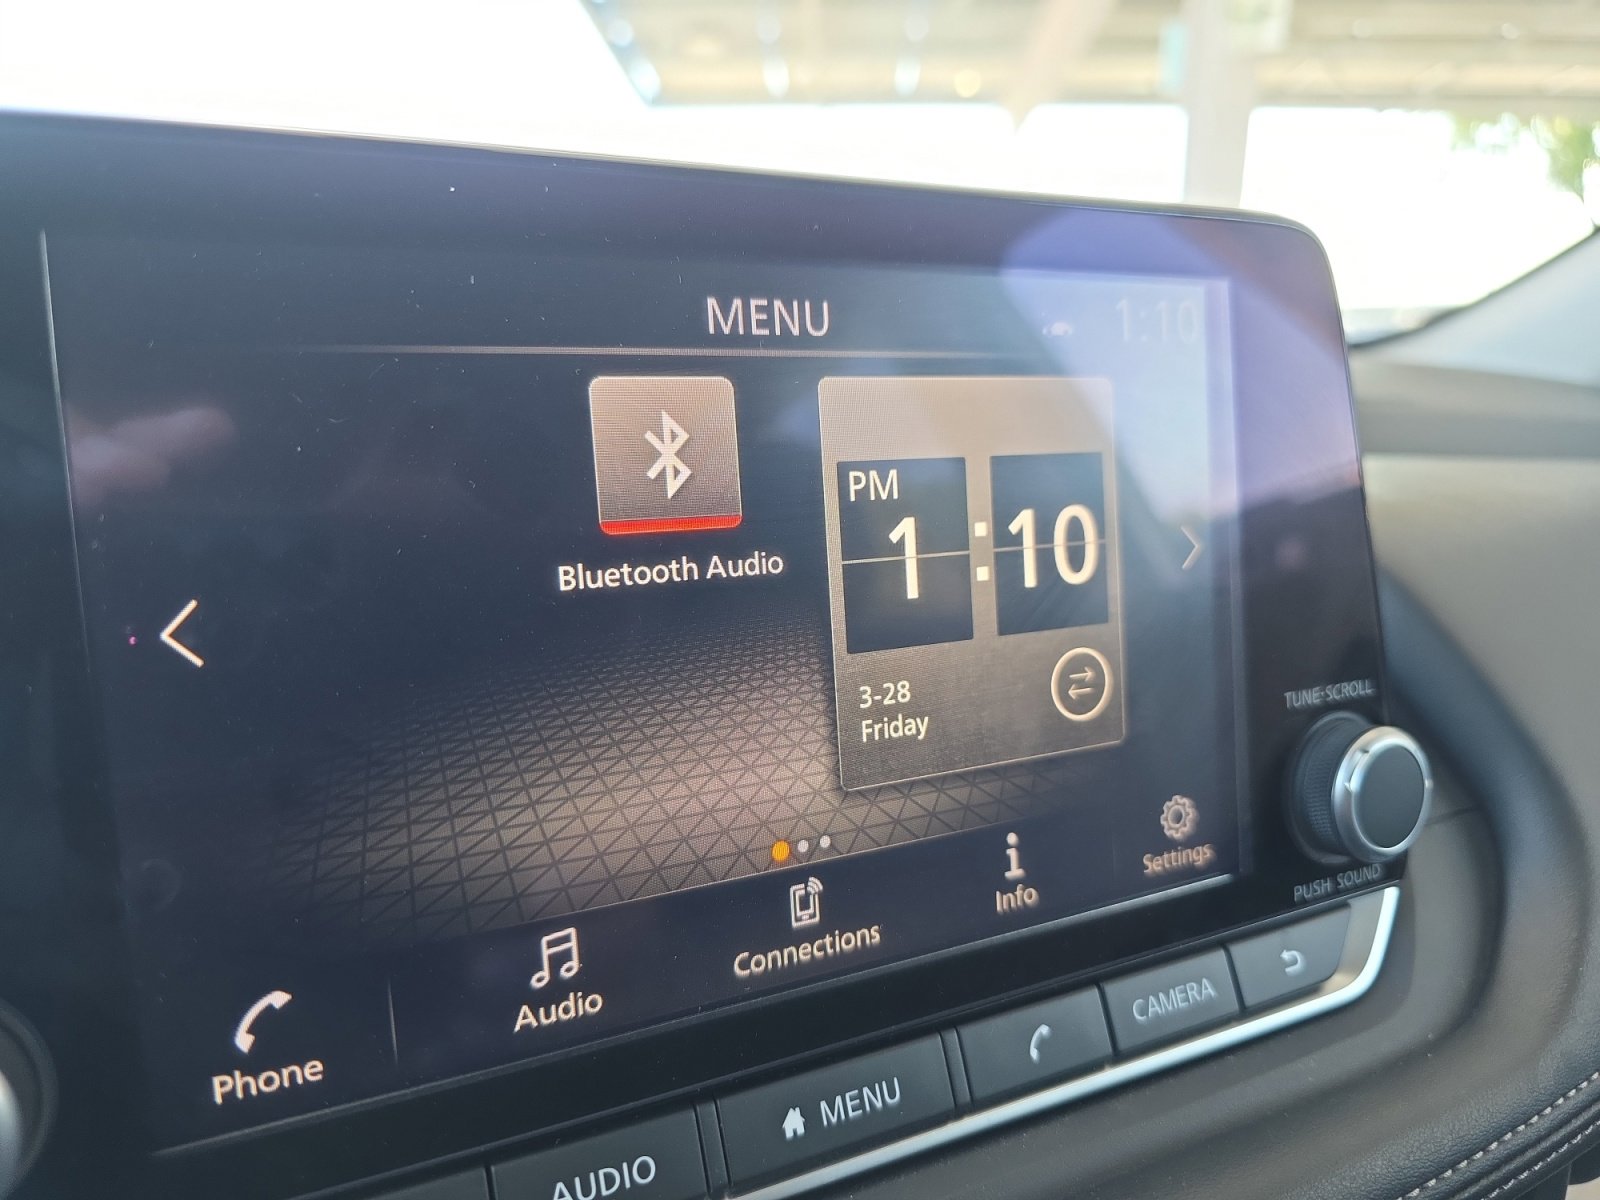 MENU
1:10
Bluetooth Audio
PM
1:10
3-28
Friday
TUNE·SCROLL
PUSH SOUND
Phone
Audio
Connections
Info
Settings
AUDIO
MENU
CAMERA